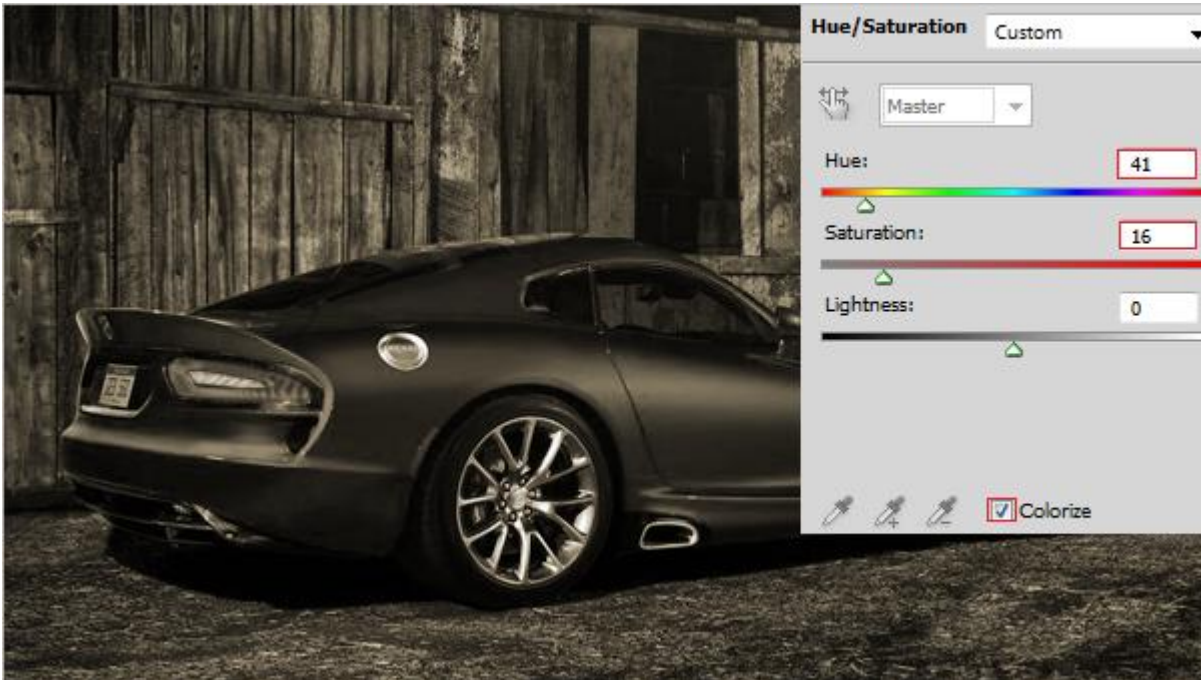 Hue/Saturation Custom
Master
Hue: 41
Saturation: 16
Lightness: 0
Colorize